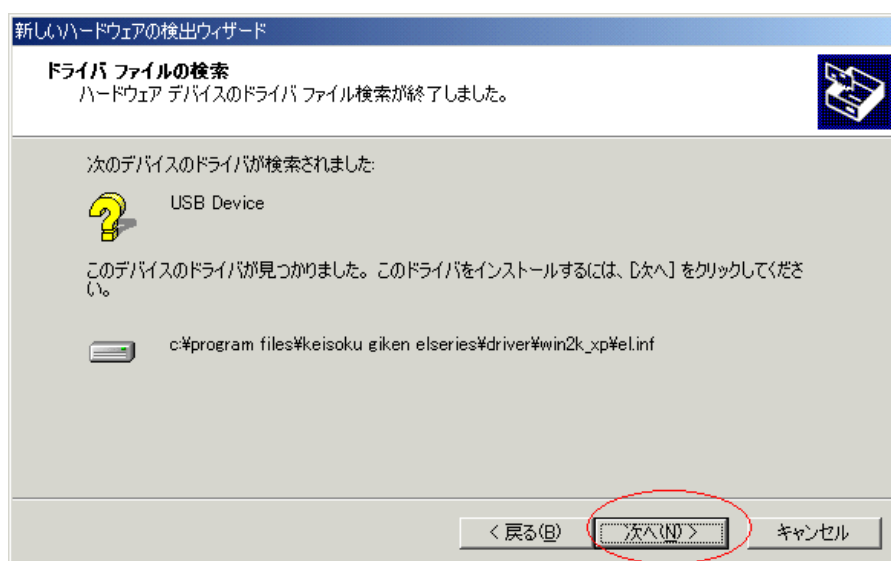 新しいハードウェアの検出ウィザード
ドライバ ファイルの検索
ハードウェア デバイスのドライバ ファイル検索が終了しました。
次のデバイスのドライバが検索されました:
USB Device
このデバイスのドライバが見つかりました。このドライバをインストールするには、[次へ] をクリックしてくださ
い。
c:¥program files¥keisoku giken elseries¥driver¥win2k_xp¥el.inf
< 戻る(B)
次へ(N) >
キャンセル